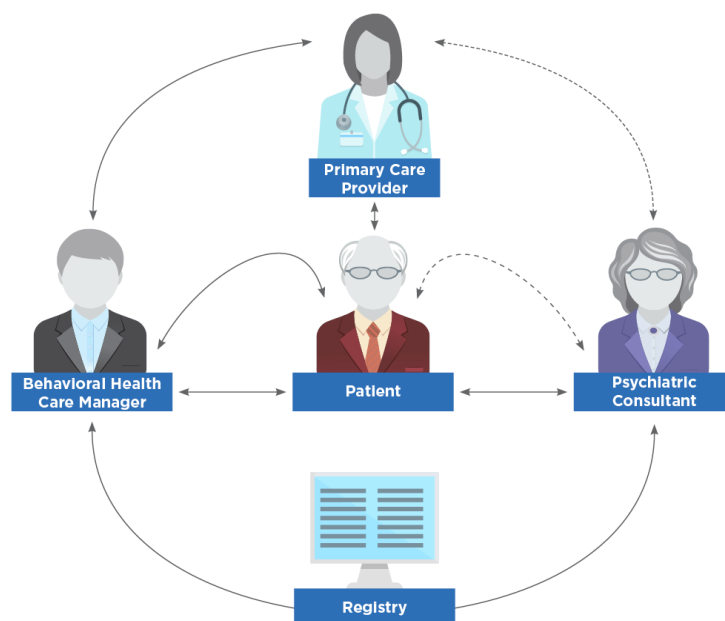 Primary Care
Provider
Behavioral Health
Care Manager
Patient
Psychiatric
Consultant
Registry